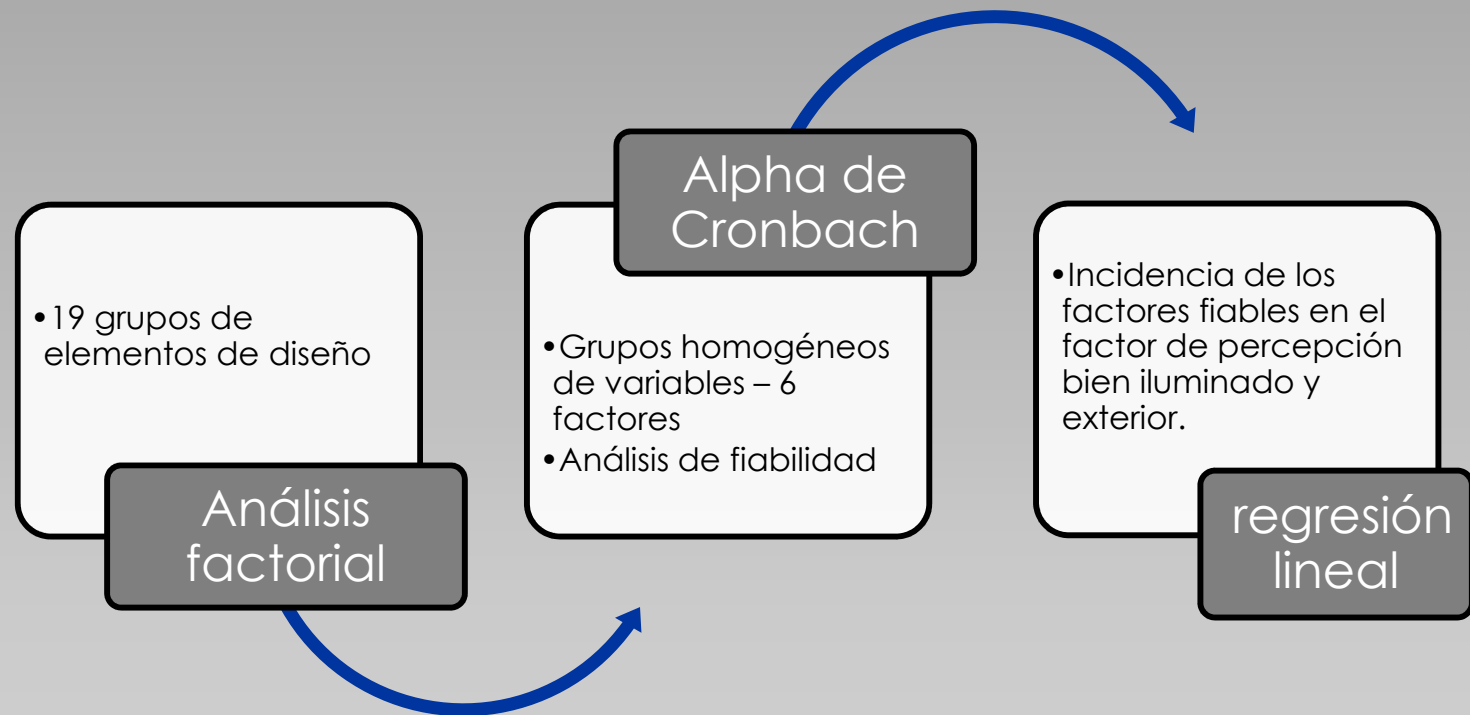 •19 grupos de
elementos de diseño
Análisis
factorial
Alpha de
Cronbach
•Grupos homogéneos
de variables – 6
factores
•Análisis de fiabilidad
•Incidencia de los
factores fiables en el
factor de percepción
bien iluminado y
exterior.
regresión
lineal